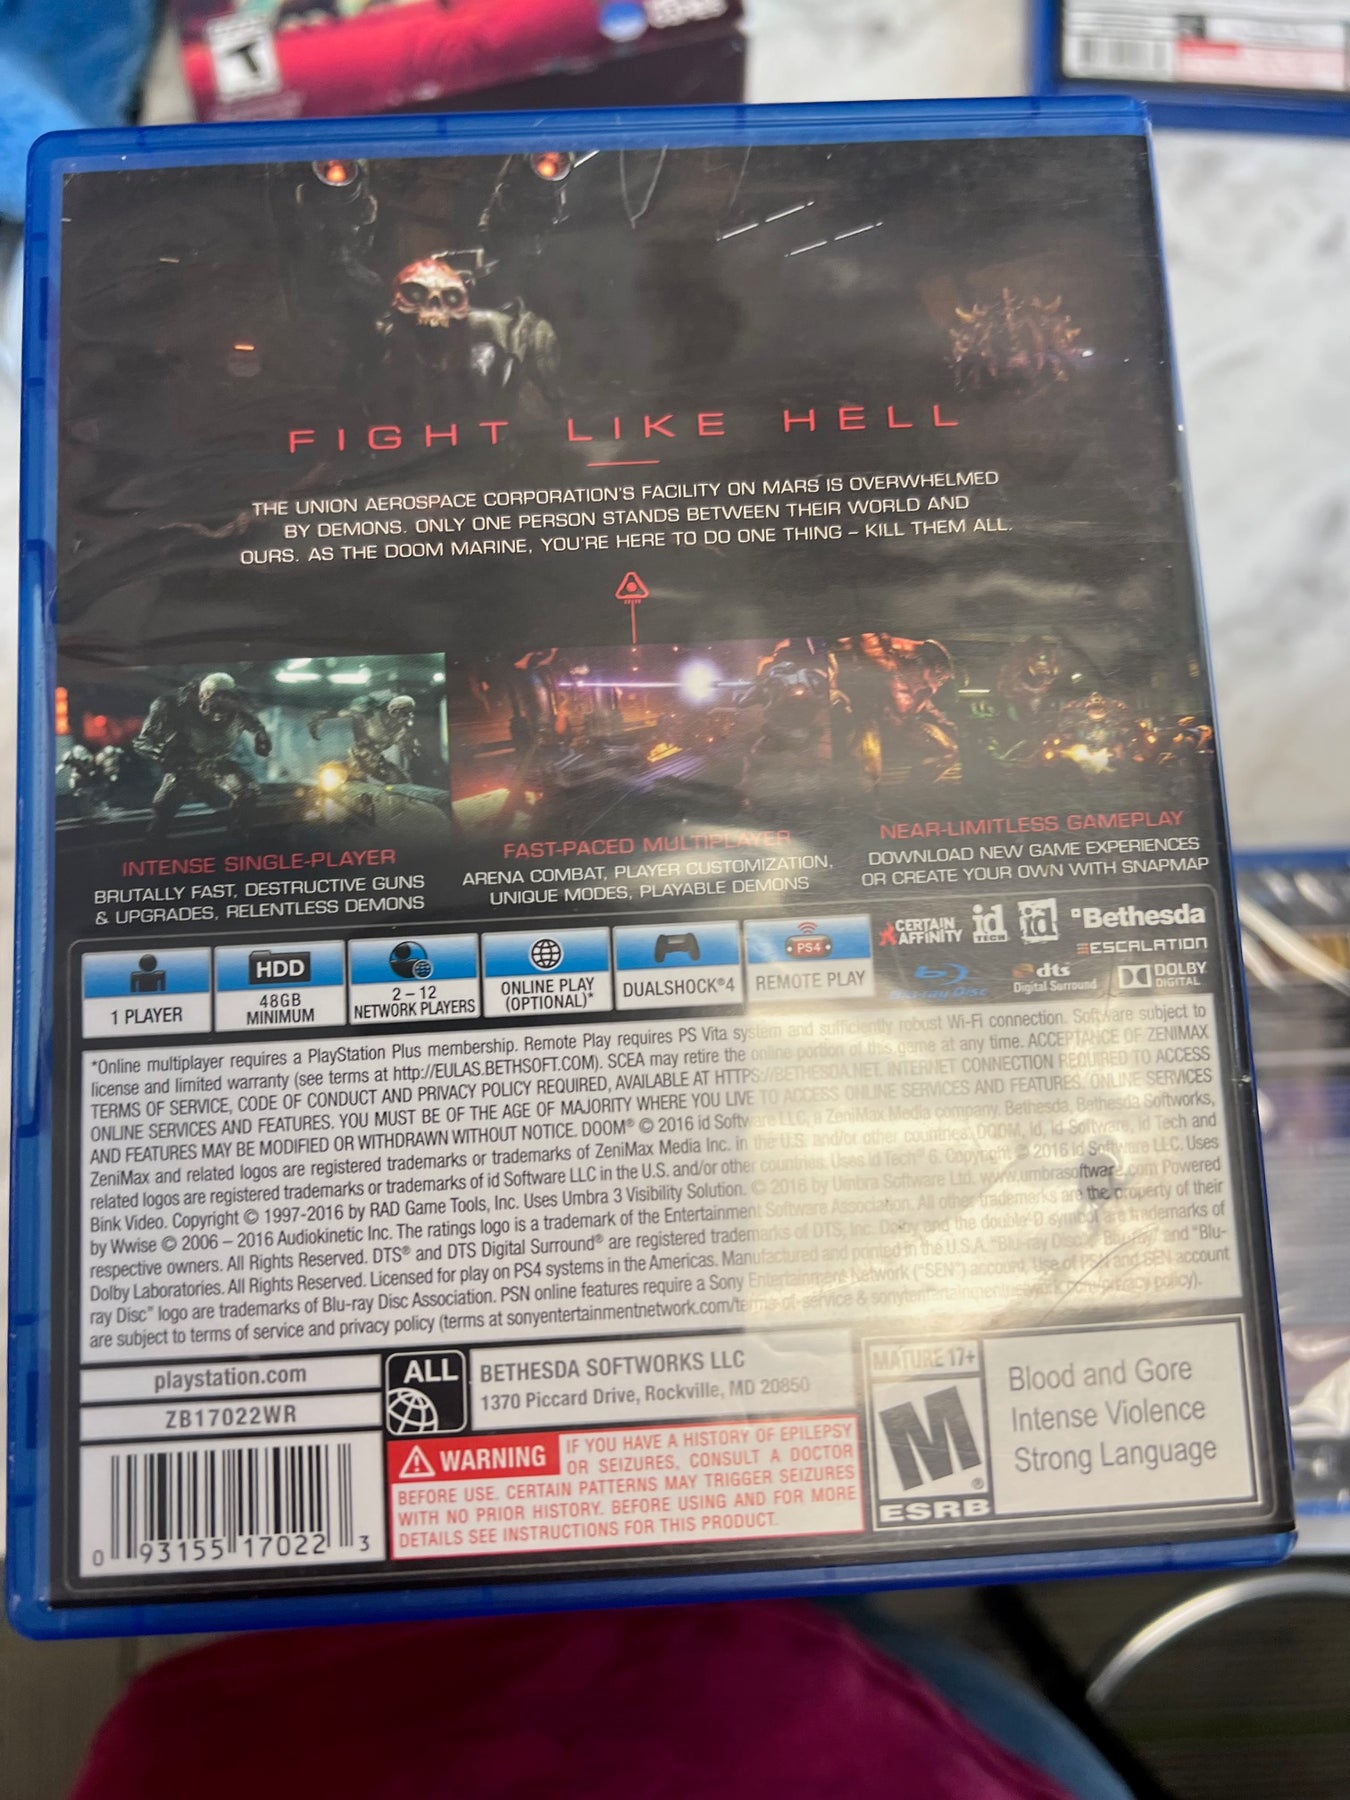 T
FIGHT LIKE HELL
THE UNION AEROSPACE CORPORATION'S FACILITY ON MARS IS OVERWHELMED
BY DEMONS. ONLY ONE PERSON STANDS BETWEEN THEIR WORLD AND
OURS. AS THE DOOM MARINE, YOU'RE HERE TO DO ONE THING – KILL THEM ALL.
INTENSE SINGLE-PLAYER
BRUTALLY FAST, DESTRUCTIVE GUNS
& UPGRADES, RELENTLESS DEMONS
FAST-PACED MULTIPLAYER
ARENA COMBAT, PLAYER CUSTOMIZATION,
UNIQUE MODES, PLAYABLE DEMONS
NEAR-LIMITLESS GAMEPLAY
DOWNLOAD NEW GAME EXPERIENCES
OR CREATE YOUR OWN WITH SNAPMAP
1 PLAYER
HDD
48GB
MINIMUM
2 – 12
NETWORK PLAYERS
ONLINE PLAY
(OPTIONAL)*
DUALSHOCK®4
PS4
REMOTE PLAY
CERTAIN
AFFINITY
id
TECH
id
Bethesda
ESCALATION
Blu-ray Disc
dts
Digital Surround
DOLBY
DIGITAL
*Online multiplayer requires a PlayStation Plus membership. Remote Play requires PS Vita system and sufficiently robust Wi-Fi connection. Software subject to
license and limited warranty (see terms at http://EULAS.BETHSOFT.COM). SCEA may retire the online portion of this game at any time. ACCEPTANCE OF ZENIMAX
TERMS OF SERVICE, CODE OF CONDUCT AND PRIVACY POLICY REQUIRED, AVAILABLE AT HTTPS://BETHESDA.NET. INTERNET CONNECTION REQUIRED TO ACCESS
ONLINE SERVICES AND FEATURES. YOU MUST BE OF THE AGE OF MAJORITY WHERE YOU LIVE TO ACCESS ONLINE SERVICES AND FEATURES. ONLINE SERVICES
AND FEATURES MAY BE MODIFIED OR WITHDRAWN WITHOUT NOTICE. DOOM® © 2016 id Software LLC, a ZeniMax Media company. Bethesda, Bethesda Softworks,
ZeniMax and related logos are registered trademarks or trademarks of ZeniMax Media Inc. in the U.S. and/or other countries. DOOM, id, id Software, id Tech and
related logos are registered trademarks or trademarks of id Software LLC in the U.S. and/or other countries. Uses id Tech® 6. Copyright © 2016 id Software LLC. Uses
Bink Video. Copyright © 1997-2016 by RAD Game Tools, Inc. Uses Umbra 3 Visibility Solution. © 2016 by Umbra Software Ltd. www.umbrasoftware.com Powered
by Wwise © 2006 – 2016 Audiokinetic Inc. The ratings logo is a trademark of the Entertainment Software Association. All other trademarks are the property of their
respective owners. All Rights Reserved. DTS® and DTS Digital Surround® are registered trademarks of DTS, Inc. Dolby and the double-D symbol are trademarks of
Dolby Laboratories. All Rights Reserved. Licensed for play on PS4 systems in the Americas. Manufactured and printed in the U.S.A. "Blu-ray Disc," "Blu-ray" and "Blu-
ray Disc" logo are trademarks of Blu-ray Disc Association. PSN online features require a Sony Entertainment Network ("SEN") account. Use of PSN and SEN account
are subject to terms of service and privacy policy (terms at sonyentertainmentnetwork.com/terms-of-service & sonyentertainmentnetwork.com/privacy policy).
playstation.com
ZB17022WR
ALL
BETHESDA SOFTWORKS LLC
1370 Piccard Drive, Rockville, MD 20850
WARNING IF YOU HAVE A HISTORY OF EPILEPSY
OR SEIZURES, CONSULT A DOCTOR
BEFORE USE. CERTAIN PATTERNS MAY TRIGGER SEIZURES
WITH NO PRIOR HISTORY. BEFORE USING AND FOR MORE
DETAILS SEE INSTRUCTIONS FOR THIS PRODUCT.
0 93155 17022 3
MATURE 17+
M
ESRB
Blood and Gore
Intense Violence
Strong Language